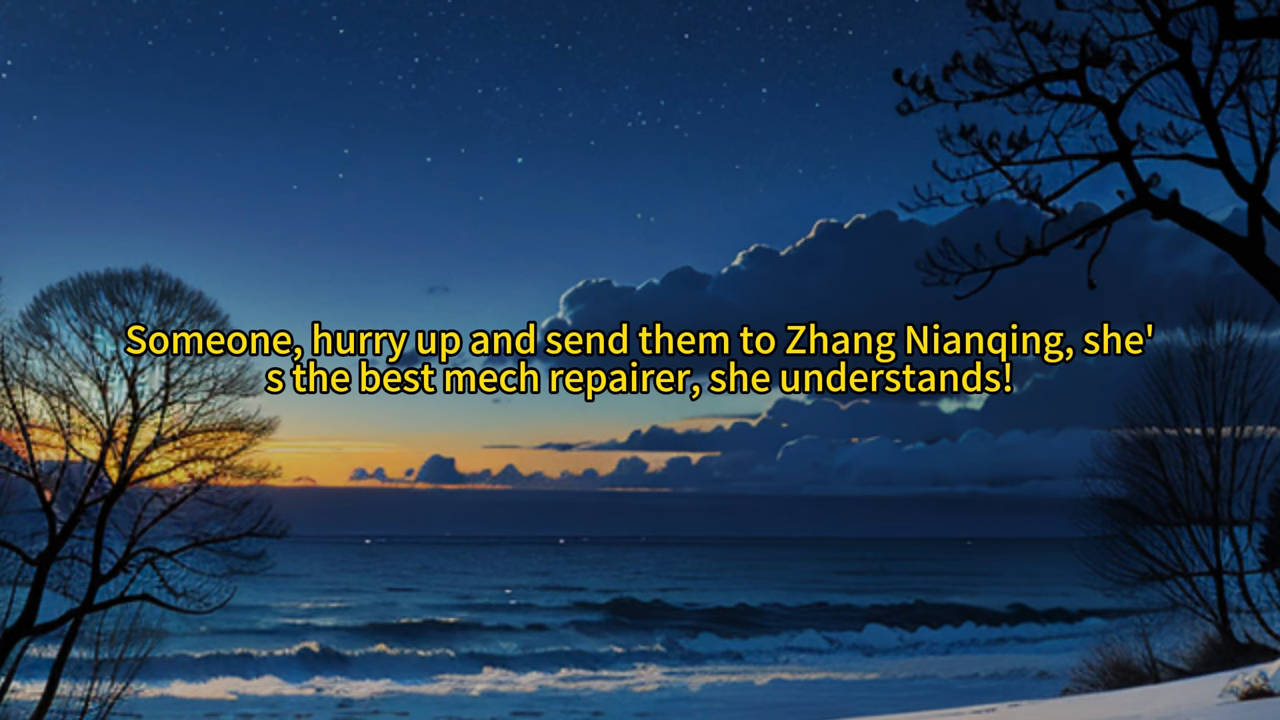 Someone, hurry up and send them to Zhang Nianqing, she'
s the best mech repairer, she understands!